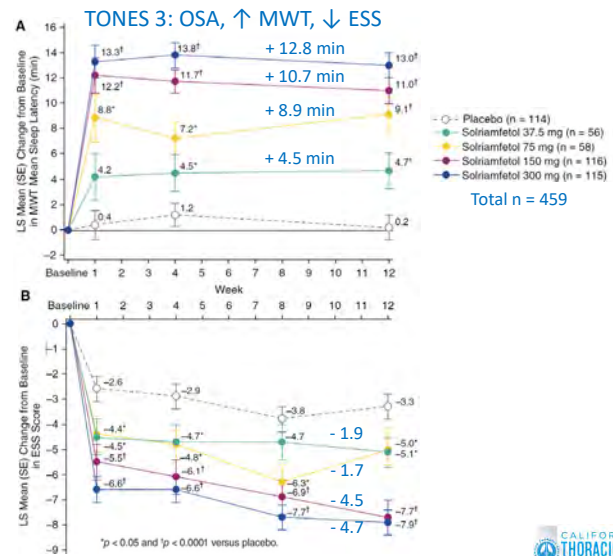 TONES 3: OSA, ↑ MWT, ↓ ESS
A
LS Mean (SE) Change from Baseline
in MWT Mean Sleep Latency (min)
16
14
12
10
8
6
4
2
0
−2
13.3†
13.8†
13.0†
12.2†
11.7†
11.0†
8.8*
7.2*
9.1†
4.2
4.5*
4.7*
0.4
1.2
0.2
+ 12.8 min
+ 10.7 min
+ 8.9 min
+ 4.5 min
Placebo (n = 114)
Solriamfetol 37.5 mg (n = 56)
Solriamfetol 75 mg (n = 58)
Solriamfetol 150 mg (n = 116)
Solriamfetol 300 mg (n = 115)
Total n = 459
Baseline 1 2 3 4 5 6 7 8 9 10 11 12
Week
B
Baseline 1 2 3 4 5 6 7 8 9 10 11 12
LS Mean (SE) Change from Baseline
in ESS Score
0
−1
−2
−3
−4
−5
−6
−7
−8
−9
−2.6
−2.9
−3.8
−3.3
−4.4*
−4.7*
−4.7
−5.0*
−4.5*
−4.8*
−6.3*
−5.1*
−5.5†
−6.1†
−6.9†
−7.7†
−6.6†
−6.6†
−7.7†
−7.9†
- 1.9
- 1.7
- 4.5
- 4.7
*p < 0.05 and †p < 0.0001 versus placebo.